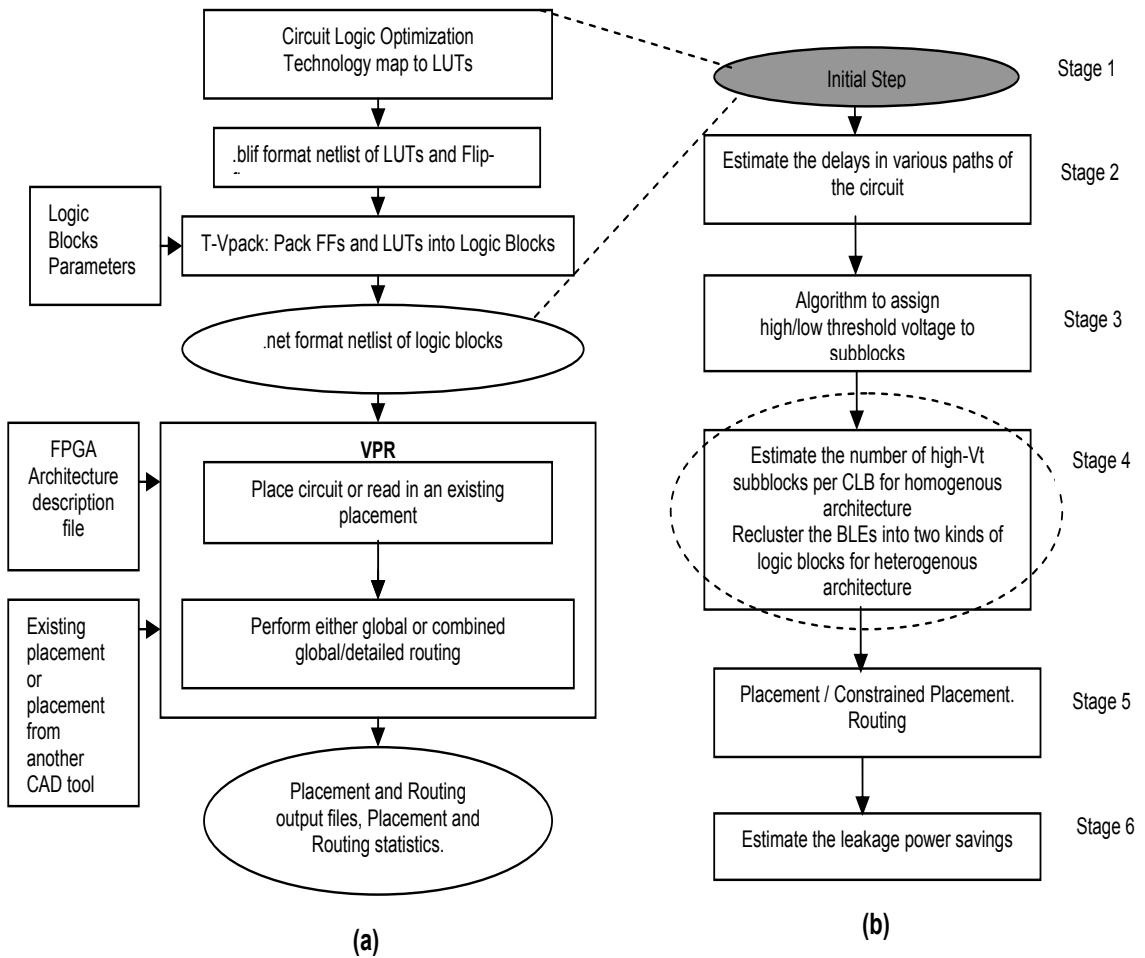 Circuit Logic Optimization
Technology map to LUTs
.blif format netlist of LUTs and Flip-
Logic
Blocks
Parameters
T-Vpack: Pack FFs and LUTs into Logic Blocks
.net format netlist of logic blocks
FPGA
Architecture
description
file
VPR
Place circuit or read in an existing
placement
Existing
placement
or
placement
from
another
CAD tool
Perform either global or combined
global/detailed routing
Placement and Routing
output files, Placement and
Routing statistics.
(a)
Initial Step
Stage 1
Estimate the delays in various paths of
the circuit
Stage 2
Algorithm to assign
high/low threshold voltage to
subblocks
Stage 3
Estimate the number of high-Vt
subblocks per CLB for homogenous
architecture
Recluster the BLEs into two kinds of
logic blocks for heterogenous
architecture
Stage 4
Placement / Constrained Placement.
Routing
Stage 5
Estimate the leakage power savings
Stage 6
(b)